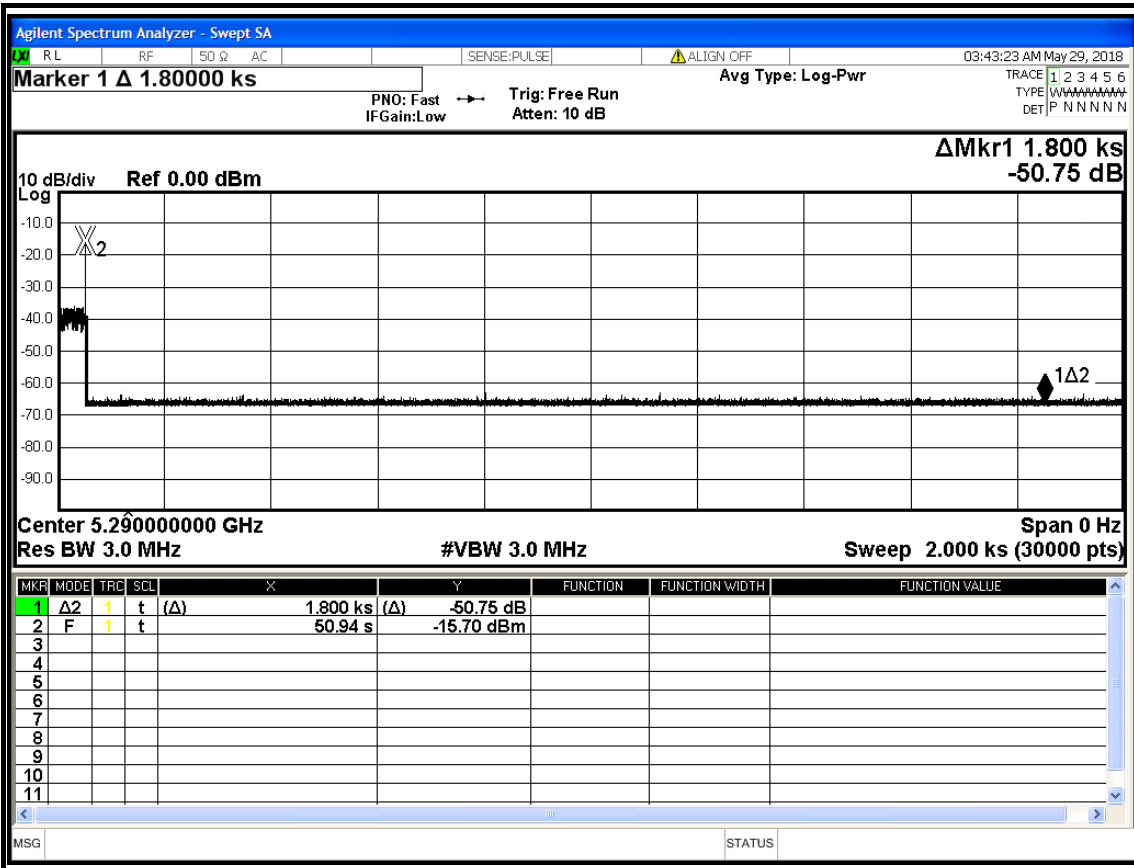 Agilent Spectrum Analyzer - Swept SA
LXI RL RF 50 Ω AC SENSE:PULSE ALIGN OFF 03:43:23 AM May 29, 2018
Marker 1 Δ 1.80000 ks Avg Type: Log-Pwr TRACE 1 2 3 4 5 6
PNO: Fast Trig: Free Run TYPE WWWWWW
IFGain:Low Atten: 10 dB DET P N N N N N
ΔMkr1 1.800 ks
10 dB/div Ref 0.00 dBm -50.75 dB
Log
-10.0
2
-20.0
-30.0
-40.0
-50.0
-60.0
1Δ2
-70.0
-80.0
-90.0
Center 5.290000000 GHz Span 0 Hz
Res BW 3.0 MHz #VBW 3.0 MHz Sweep 2.000 ks (30000 pts)
MKR MODE TRC SCL X Y FUNCTION FUNCTION WIDTH FUNCTION VALUE
1 Δ2 1 t (Δ) 1.800 ks (Δ) -50.75 dB
2 F 1 t 50.94 s -15.70 dBm
3
4
5
6
7
8
9
10
11
MSG STATUS